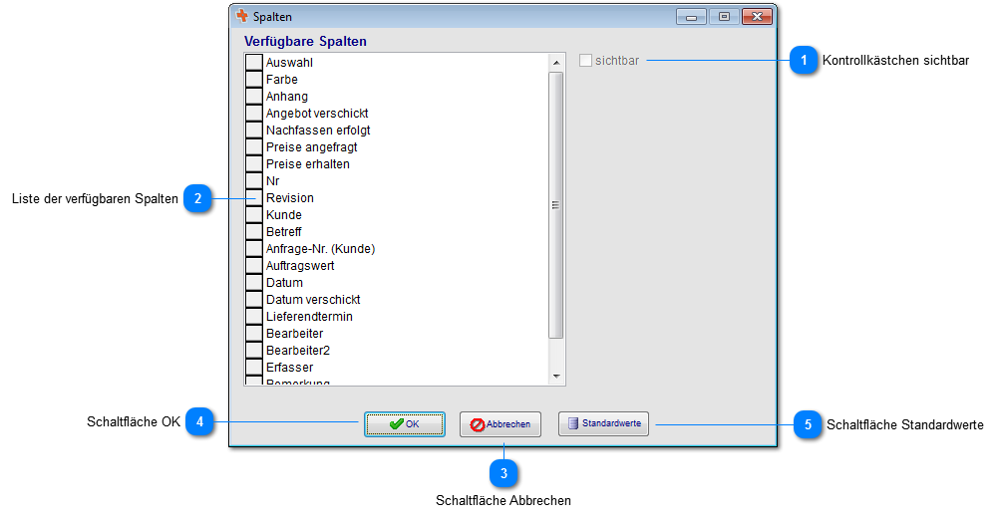 Spalten
Verfügbare Spalten
Auswahl
Farbe
Anhang
Angebot verschickt
Nachfassen erfolgt
Preise angefragt
Preise erhalten
Nr
Revision
Kunde
Betreff
Anfrage-Nr. (Kunde)
Auftragswert
Datum
Datum verschickt
Lieferendtermin
Bearbeiter
Bearbeiter2
Erfasser
Bemerkung
sichtbar
1 Kontrollkästchen sichtbar
Liste der verfügbaren Spalten 2
Schaltfläche OK 4
OK
Abbrechen
Standardwerte
5 Schaltfläche Standardwerte
3
Schaltfläche Abbrechen